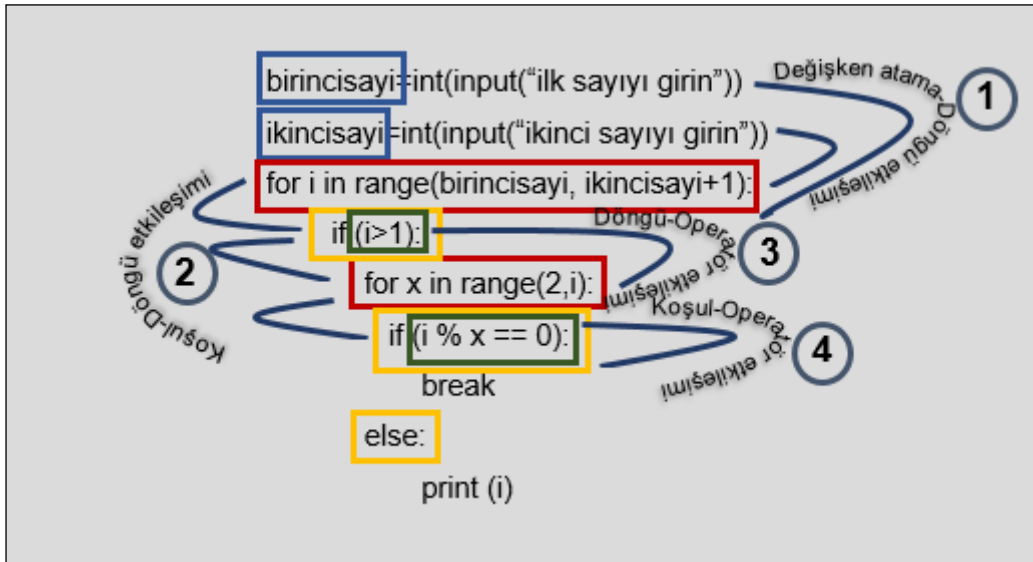 birincisayi=int(input(“ilk sayıyı girin”))
Değişken atama-Döngü etkileşimi
1
ikincisayi=int(input(“ikinci sayıyı girin”))
for i in range(birincisayi, ikincisayi+1):
if (i>1):
Döngü-Operatör etkileşimi
3
Koşul-Döngü etkileşimi
2
for x in range(2,i):
if (i % x == 0):
Koşul-Operatör etkileşimi
4
break
else:
print (i)